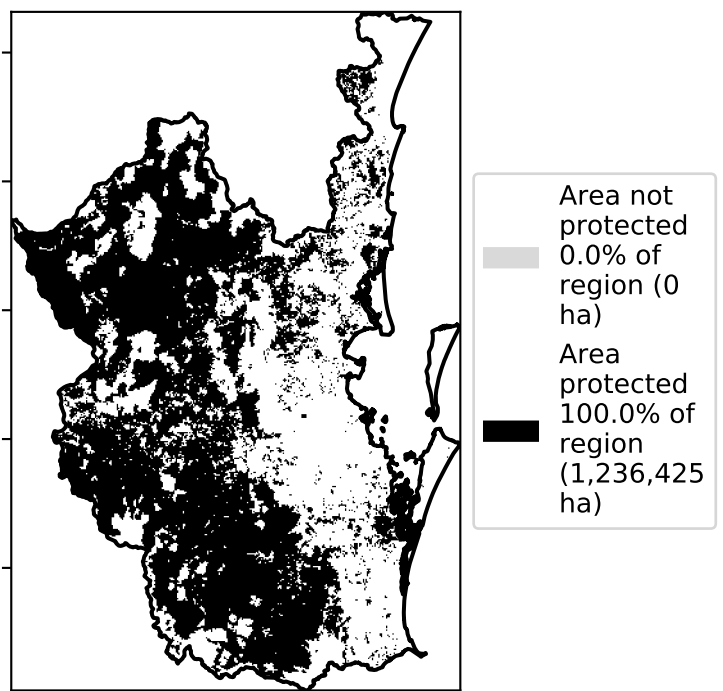 Area not
protected
0.0% of
region (0
ha)
Area
protected
100.0% of
region
(1,236,425
ha)